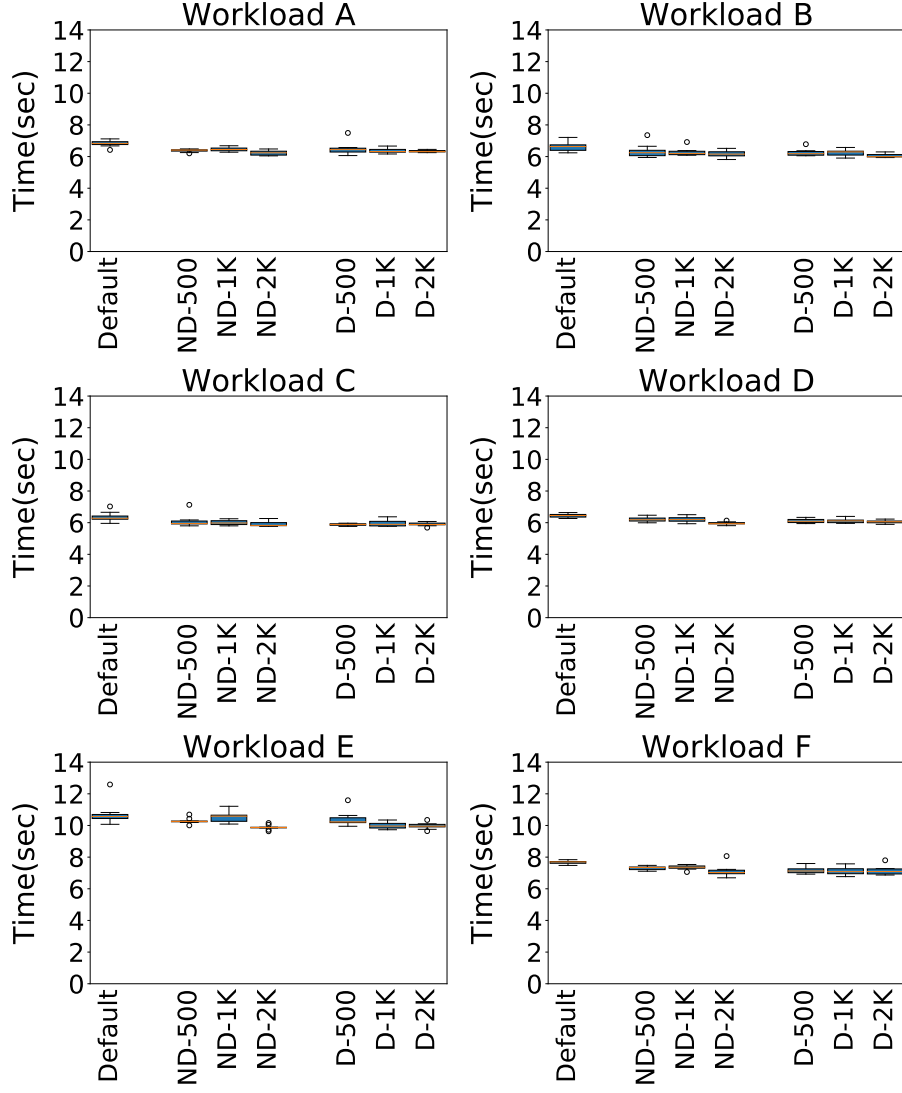 Workload A
Workload B
14
12
10
8
6
4
2
0
Time(sec)
Default
ND-500
ND-1K
ND-2K
D-500
D-1K
D-2K
14
12
10
8
6
4
2
0
Time(sec)
Default
ND-500
ND-1K
ND-2K
D-500
D-1K
D-2K
Workload C
Workload D
14
12
10
8
6
4
2
0
Time(sec)
Default
ND-500
ND-1K
ND-2K
D-500
D-1K
D-2K
14
12
10
8
6
4
2
0
Time(sec)
Default
ND-500
ND-1K
ND-2K
D-500
D-1K
D-2K
Workload E
Workload F
14
12
10
8
6
4
2
0
Time(sec)
Default
ND-500
ND-1K
ND-2K
D-500
D-1K
D-2K
14
12
10
8
6
4
2
0
Time(sec)
Default
ND-500
ND-1K
ND-2K
D-500
D-1K
D-2K